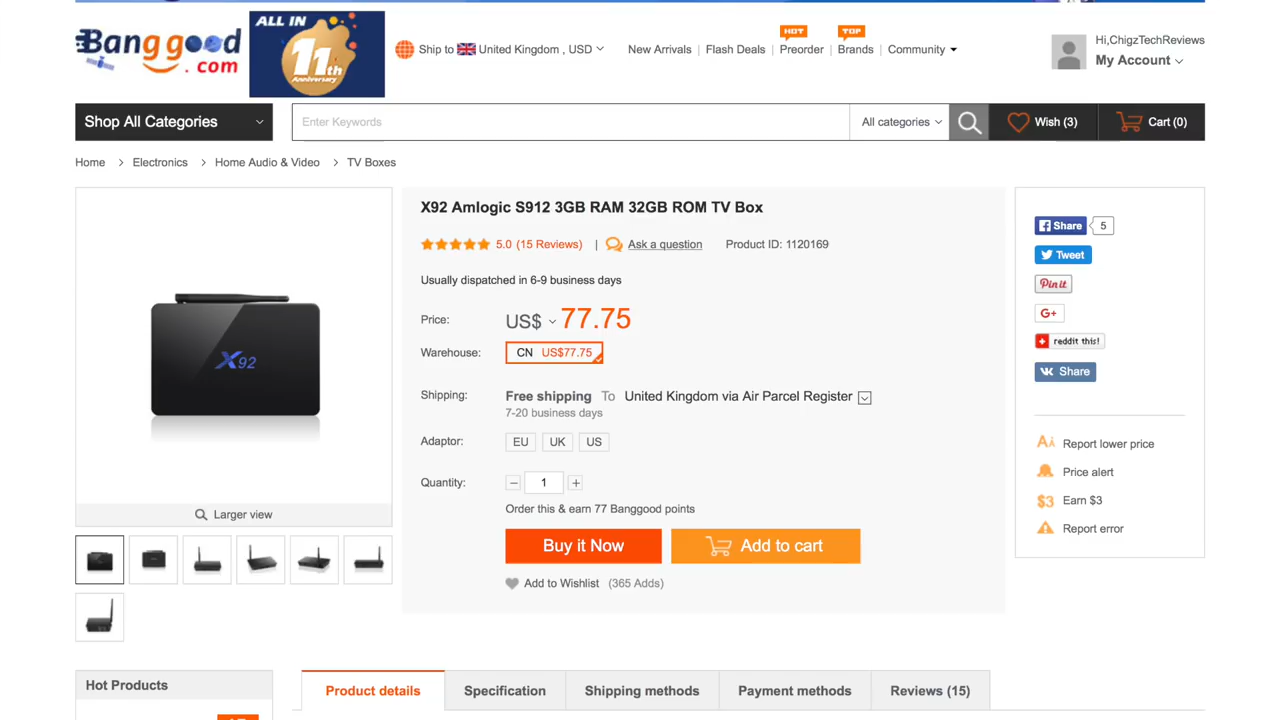 Banggood
.com
ALL IN
11th
Anniversary
Ship to United Kingdom , USD
New Arrivals | Flash Deals | Preorder | Brands | Community
HOT
TOP
Hi,ChigzTechReviews
My Account
Shop All Categories
Enter Keywords
All categories
Wish (3)
Cart (0)
Home > Electronics > Home Audio & Video > TV Boxes
X92
Larger view
X92 Amlogic S912 3GB RAM 32GB ROM TV Box
5.0 (15 Reviews) | Ask a question Product ID: 1120169
Usually dispatched in 6-9 business days
Price: US$ 77.75
Warehouse: CN US$77.75
Shipping: Free shipping To United Kingdom via Air Parcel Register
7-20 business days
Adaptor: EU UK US
Quantity: − 1 +
Order this & earn 77 Banggood points
Buy it Now
Add to cart
Add to Wishlist (365 Adds)
Share 5
Tweet
Pin it
G+
reddit this!
Share
Report lower price
Price alert
$3 Earn $3
Report error
Hot Products
Product details
Specification
Shipping methods
Payment methods
Reviews (15)